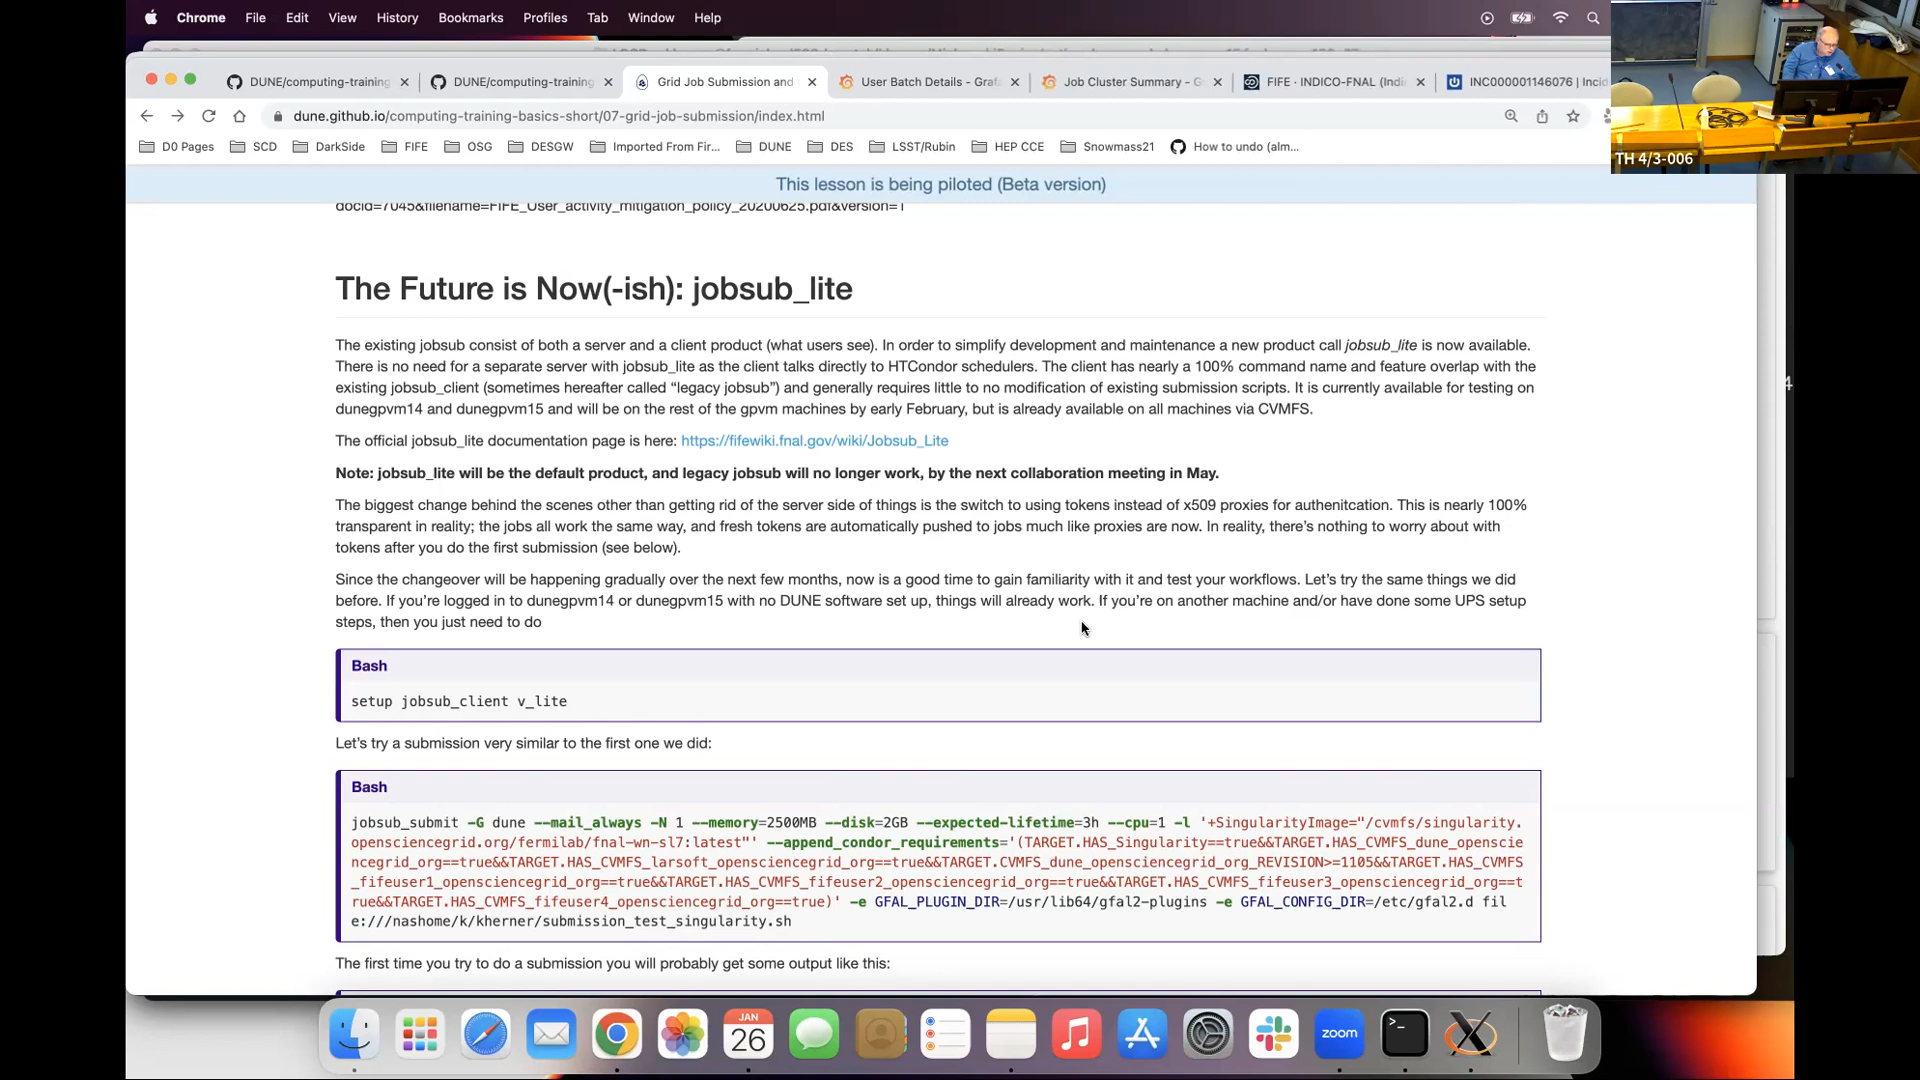 Chrome File Edit View History Bookmarks Profiles Tab Window Help
DUNE/computing-training
DUNE/computing-training
Grid Job Submission and
User Batch Details - Grafa
Job Cluster Summary - G
FIFE · INDICO-FNAL (Indi
INC000001146076 | Incid
dune.github.io/computing-training-basics-short/07-grid-job-submission/index.html
D0 Pages SCD DarkSide FIFE OSG DESGW Imported From Fir... DUNE DES LSST/Rubin HEP CCE Snowmass21 How to undo (alm...
TH 4/3-006
This lesson is being piloted (Beta version)
docid=7045&filename=FIFE_User_activity_mitigation_policy_20200625.pdf&version=1
The Future is Now(-ish): jobsub_lite
The existing jobsub consist of both a server and a client product (what users see). In order to simplify development and maintenance a new product call jobsub_lite is now available.
There is no need for a separate server with jobsub_lite as the client talks directly to HTCondor schedulers. The client has nearly a 100% command name and feature overlap with the
existing jobsub_client (sometimes hereafter called “legacy jobsub”) and generally requires little to no modification of existing submission scripts. It is currently available for testing on
dunegpvm14 and dunegpvm15 and will be on the rest of the gpvm machines by early February, but is already available on all machines via CVMFS.
The official jobsub_lite documentation page is here: https://fifewiki.fnal.gov/wiki/Jobsub_Lite
Note: jobsub_lite will be the default product, and legacy jobsub will no longer work, by the next collaboration meeting in May.
The biggest change behind the scenes other than getting rid of the server side of things is the switch to using tokens instead of x509 proxies for authenitcation. This is nearly 100%
transparent in reality; the jobs all work the same way, and fresh tokens are automatically pushed to jobs much like proxies are now. In reality, there’s nothing to worry about with
tokens after you do the first submission (see below).
Since the changeover will be happening gradually over the next few months, now is a good time to gain familiarity with it and test your workflows. Let’s try the same things we did
before. If you’re logged in to dunegpvm14 or dunegpvm15 with no DUNE software set up, things will already work. If you’re on another machine and/or have done some UPS setup
steps, then you just need to do
Bash
setup jobsub_client v_lite
Let’s try a submission very similar to the first one we did:
Bash
jobsub_submit -G dune --mail_always -N 1 --memory=2500MB --disk=2GB --expected-lifetime=3h --cpu=1 -l '+SingularityImage="/cvmfs/singularity.
opensciencegrid.org/fermilab/fnal-wn-sl7:latest"' --append_condor_requirements='(TARGET.HAS_Singularity==true&&TARGET.HAS_CVMFS_dune_openscie
ncegrid_org==true&&TARGET.HAS_CVMFS_larsoft_opensciencegrid_org==true&&TARGET.CVMFS_dune_opensciencegrid_org_REVISION>=1105&&TARGET.HAS_CVMFS
_fifeuser1_opensciencegrid_org==true&&TARGET.HAS_CVMFS_fifeuser2_opensciencegrid_org==true&&TARGET.HAS_CVMFS_fifeuser3_opensciencegrid_org==t
rue&&TARGET.HAS_CVMFS_fifeuser4_opensciencegrid_org==true)' -e GFAL_PLUGIN_DIR=/usr/lib64/gfal2-plugins -e GFAL_CONFIG_DIR=/etc/gfal2.d fil
e:///nashome/k/kherner/submission_test_singularity.sh
The first time you try to do a submission you will probably get some output like this:
JAN
26
zoom